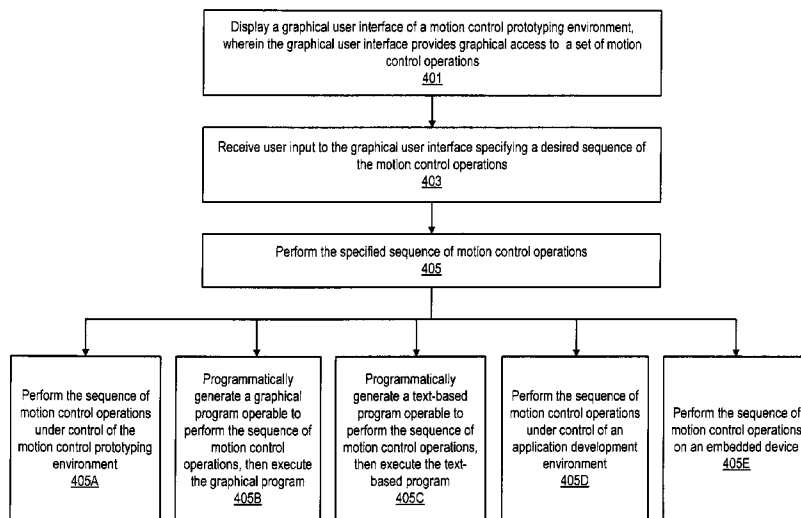 Display a graphical user interface of a motion control prototyping environment,
wherein the graphical user interface provides graphical access to a set of motion
control operations
401
Receive user input to the graphical user interface specifying a desired sequence of
the motion control operations
403
Perform the specified sequence of motion control operations
405
Perform the sequence of
motion control operations
under control of the
motion control prototyping
environment
405A
Programmatically
generate a graphical
program operable to
perform the sequence of
motion control
operations, then execute
the graphical program
405B
Programmatically
generate a text-based
program operable to
perform the sequence of
motion control operations,
then execute the text-
based program
405C
Perform the sequence of
motion control operations
under control of an
application development
environment
405D
Perform the sequence of
motion control operations
on an embedded device
405E